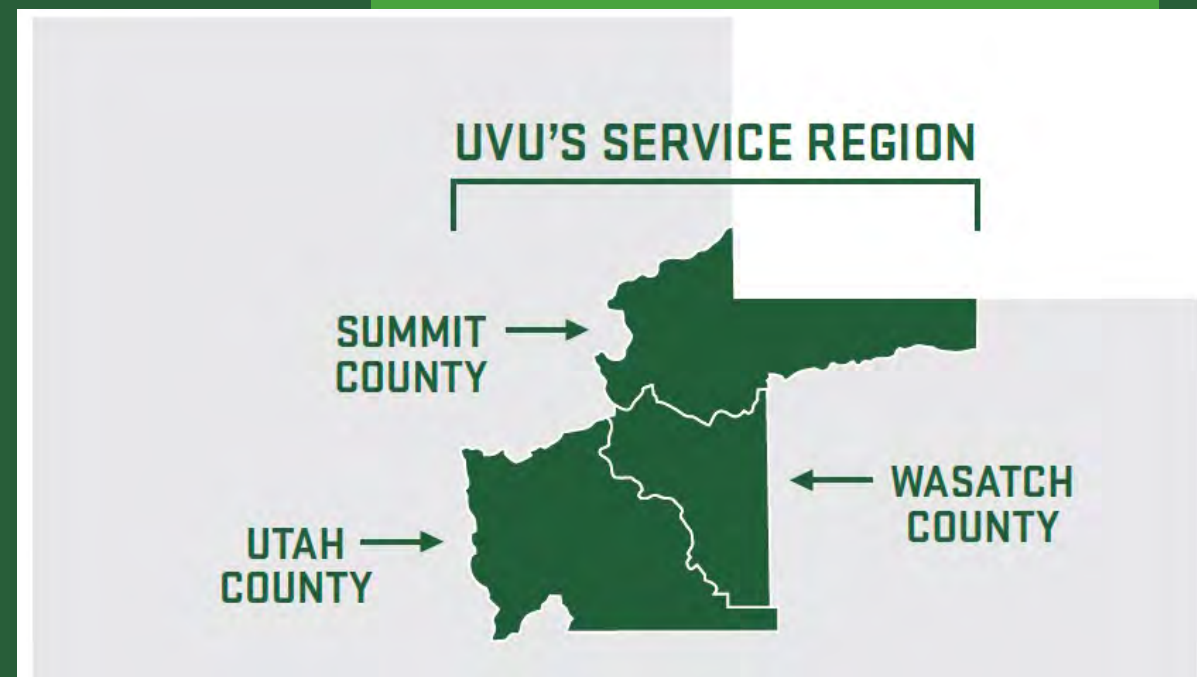 UVU'S SERVICE REGION
SUMMIT
COUNTY
WASATCH
COUNTY
UTAH
COUNTY